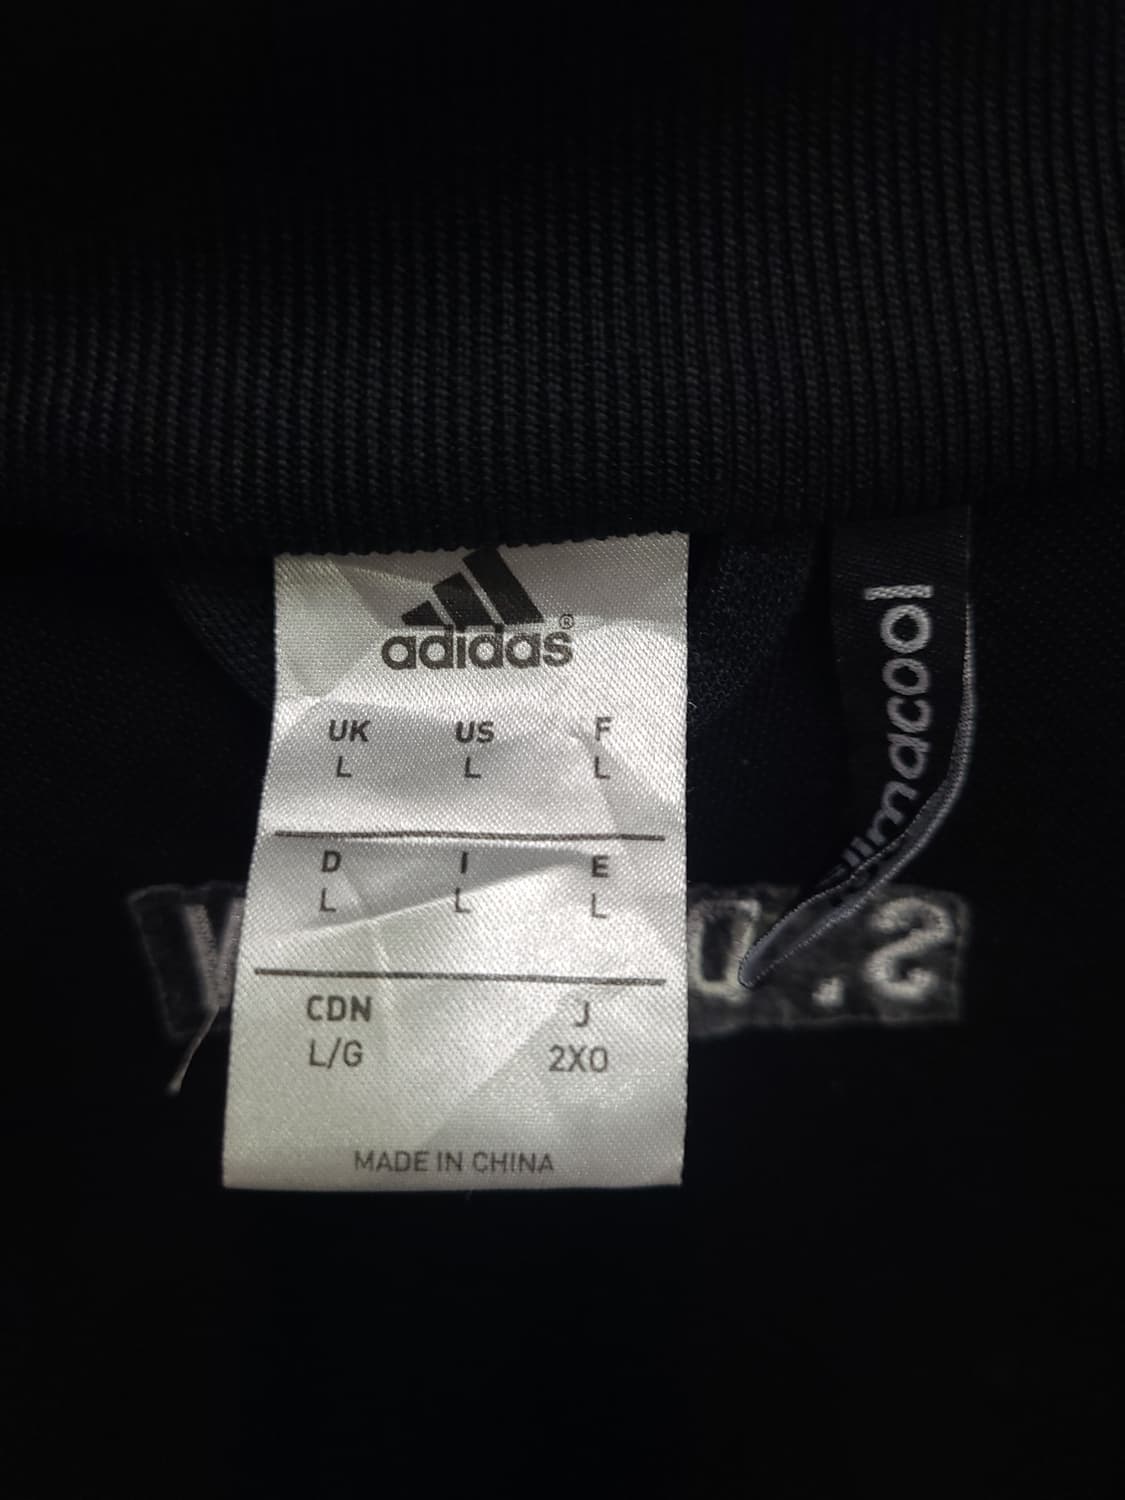 adidas®
UK US F
L L L
D I E
L L L
CDN J
L/G 2XO
MADE IN CHINA
climacool